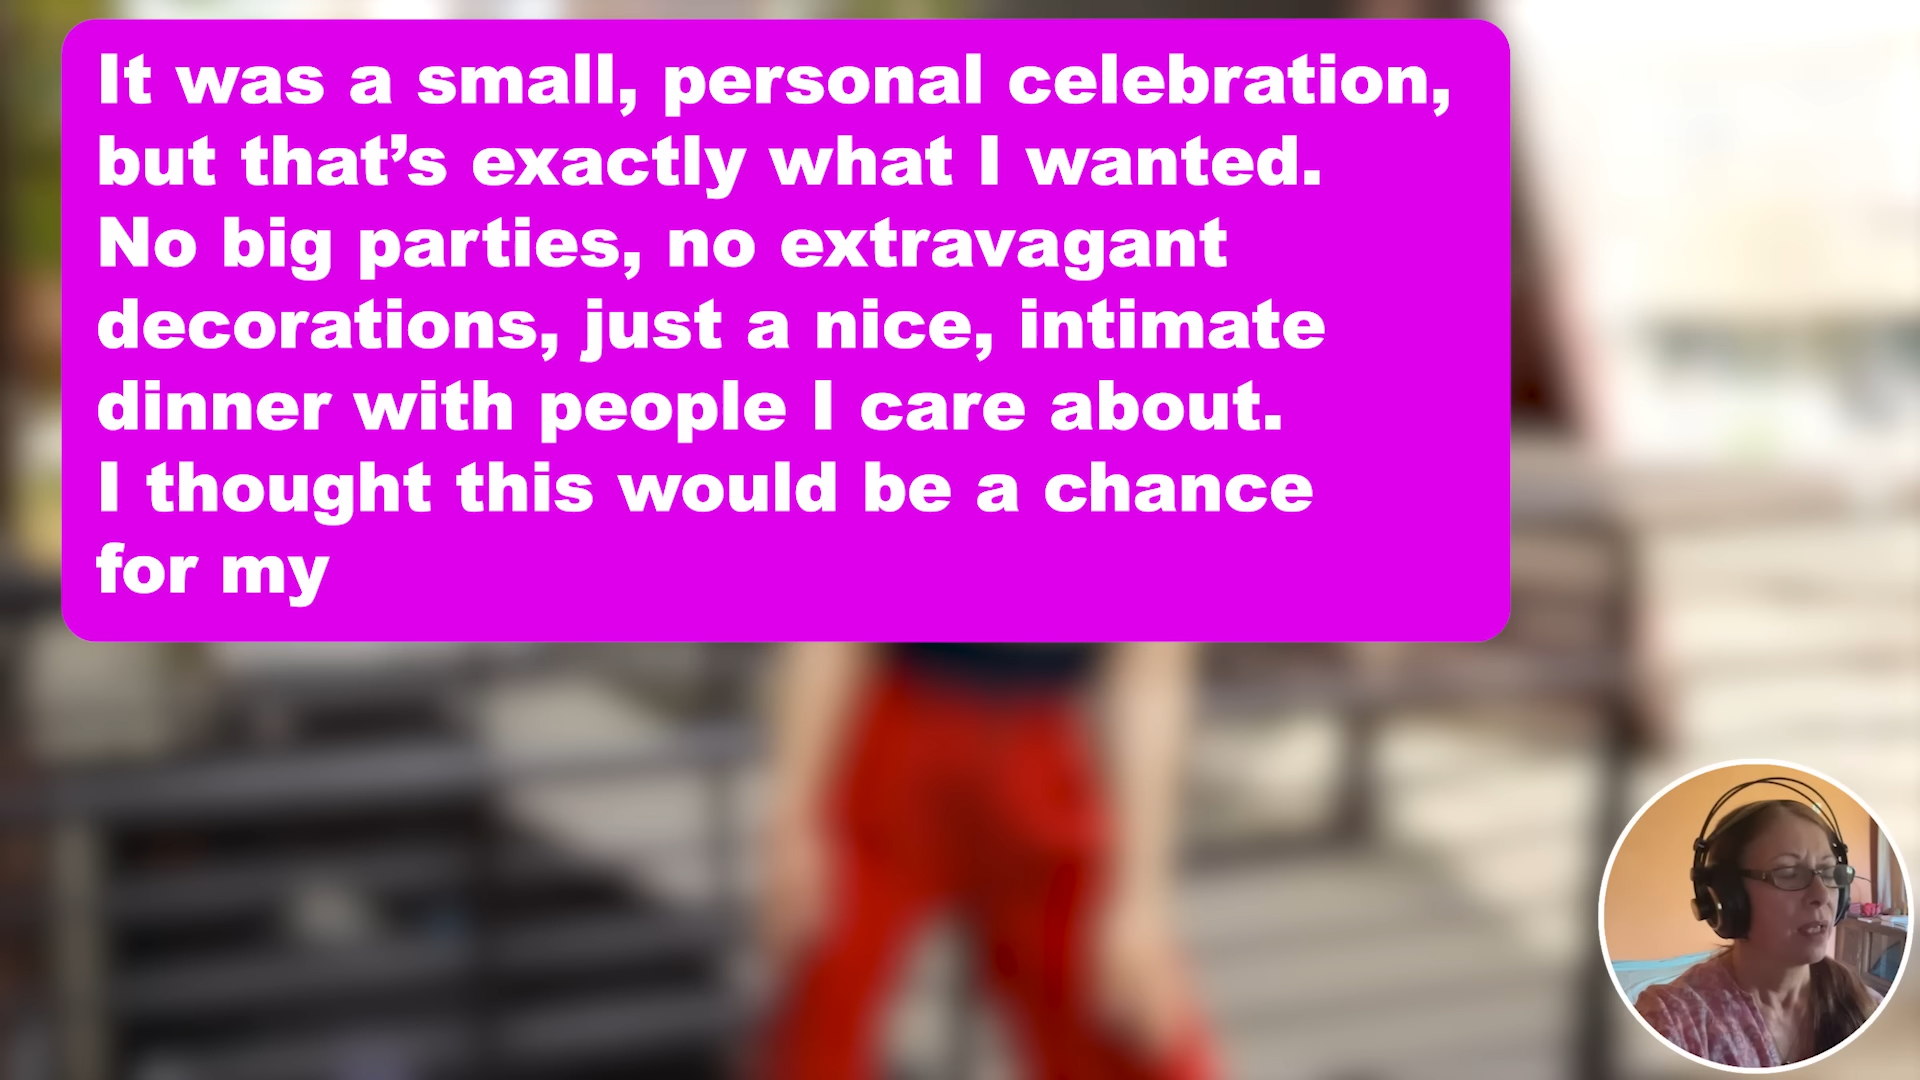 It was a small, personal celebration,
but that’s exactly what I wanted.
No big parties, no extravagant
decorations, just a nice, intimate
dinner with people I care about.
I thought this would be a chance
for my